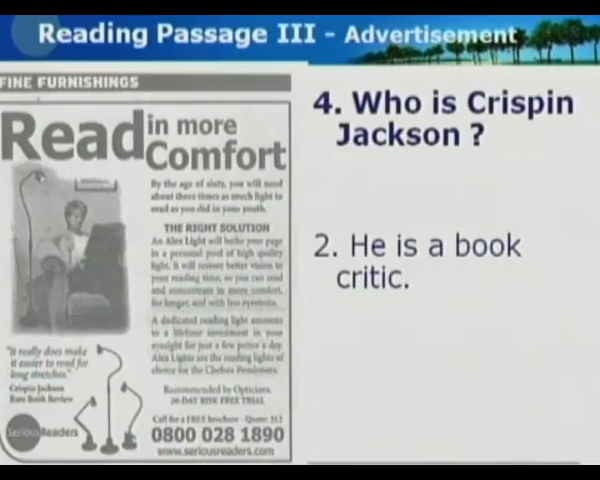 Reading Passage III - Advertisement
FINE FURNISHINGS
Read in more
Comfort
By the age of sixty, you will need
about three times as much light to
read as you did in your youth.
THE RIGHT SOLUTION
An Alex Light will bathe your page
in a personal pool of high quality
light. It will restore better vision to
your reading time, so you can read
and concentrate in more comfort,
for longer, and with less eyestrain.
A dedicated reading light amounts
to a lifetime investment in your
eyesight for just a few pence a day.
Alex Lights are the reading lights of
choice for the Chelsea Pensioners.
Recommended by Opticians.
30-DAY RISK FREE TRIAL
Call for a FREE brochure - Quote: 313
0800 028 1890
www.seriousreaders.com
"It really does make
it easier to read for
long stretches."
Crispin Jackson
Rare Book Review
SeriousReaders
4. Who is Crispin
Jackson ?
2. He is a book
critic.